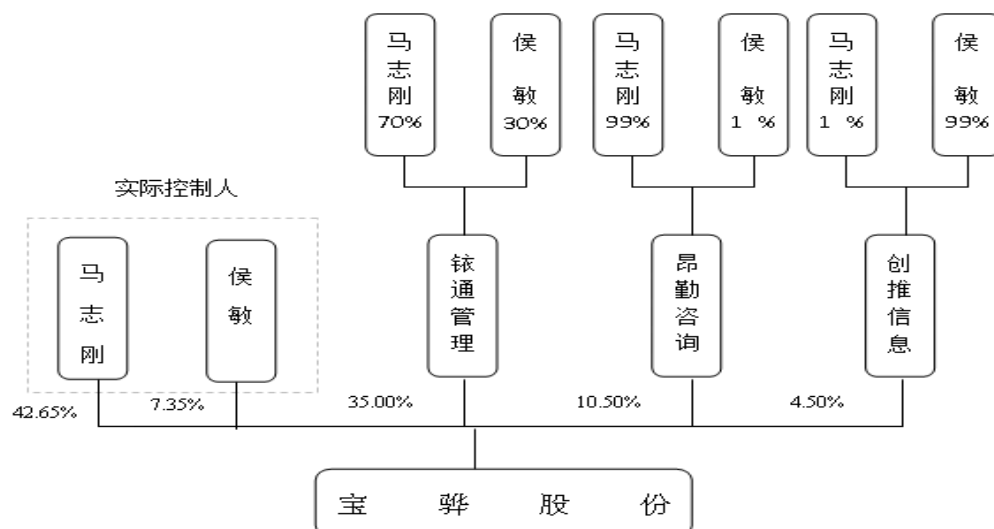 马志刚 70%
侯敏 30%
马志刚 99%
侯敏 1 %
马志刚 1 %
侯敏 99%
实际控制人
马志刚
侯敏
铱通管理
昂勤咨询
创推信息
42.65%
7.35%
35.00%
10.50%
4.50%
宝骅股份